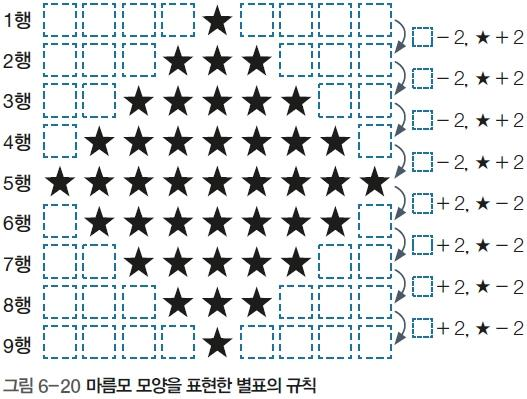 1행 ★
□-2, ★+2
2행 ★ ★ ★
□-2, ★+2
3행 ★ ★ ★ ★ ★
□-2, ★+2
4행 ★ ★ ★ ★ ★ ★ ★
□-2, ★+2
5행 ★ ★ ★ ★ ★ ★ ★ ★ ★
□+2, ★-2
6행 ★ ★ ★ ★ ★ ★ ★
□+2, ★-2
7행 ★ ★ ★ ★ ★
□+2, ★-2
8행 ★ ★ ★
□+2, ★-2
9행 ★
그림 6-20 마름모 모양을 표현한 별표의 규칙